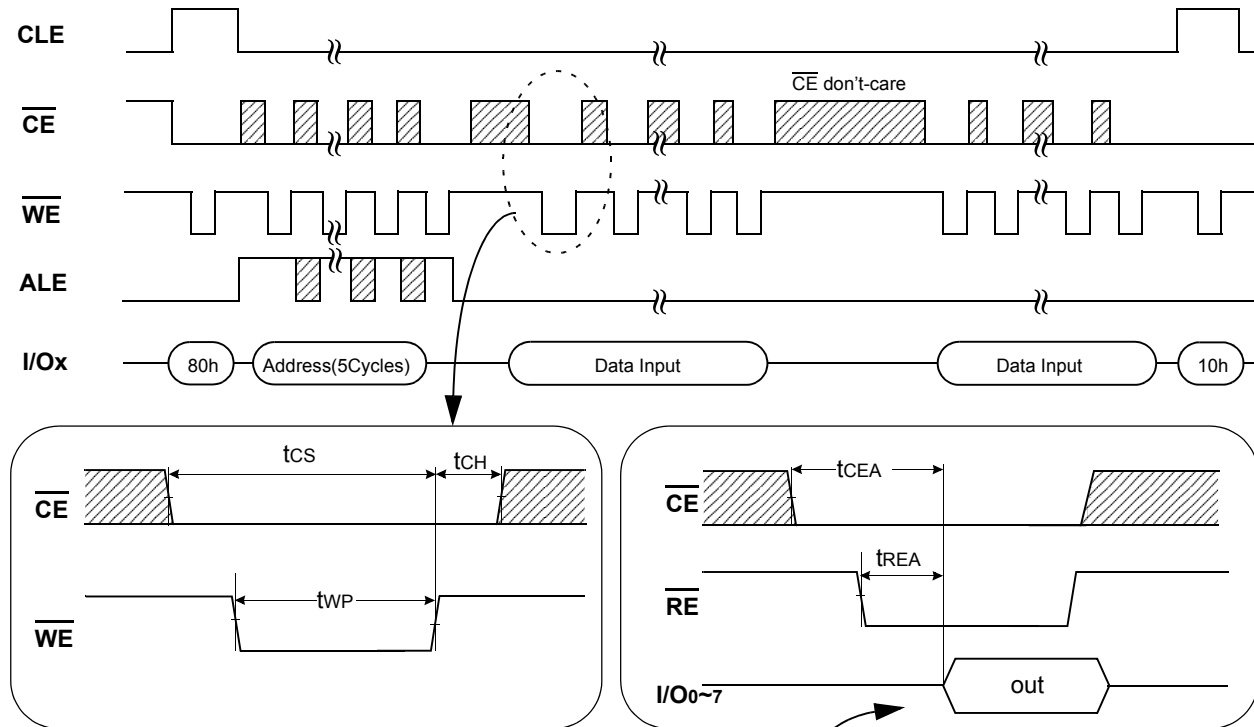 CLE
CE don't-care
CE
WE
ALE
I/Ox
80h
Address(5Cycles)
Data Input
Data Input
10h
tCS
tCH
CE
tWP
WE
tCEA
CE
tREA
RE
I/O0~7
out